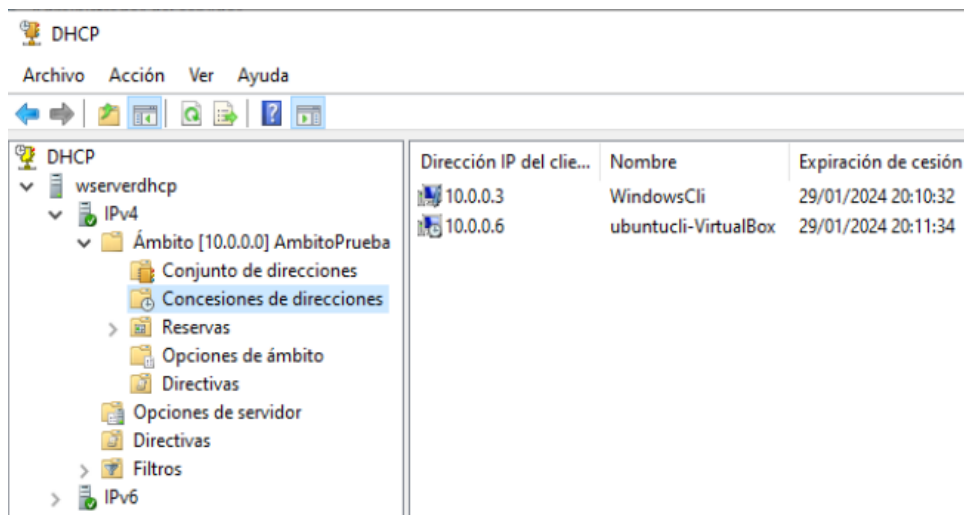 DHCP
Archivo Acción Ver Ayuda
DHCP
wserverdhcp
IPv4
Ámbito [10.0.0.0] AmbitoPrueba
Conjunto de direcciones
Concesiones de direcciones
Reservas
Opciones de ámbito
Directivas
Opciones de servidor
Directivas
Filtros
IPv6
Dirección IP del clie... Nombre Expiración de cesión
10.0.0.3 WindowsCli 29/01/2024 20:10:32
10.0.0.6 ubuntucli-VirtualBox 29/01/2024 20:11:34